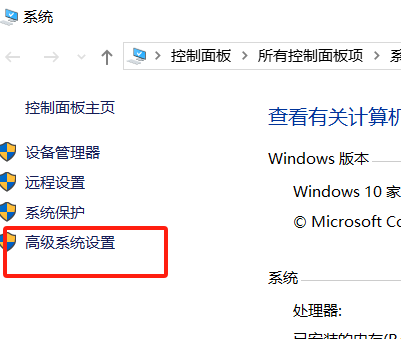 系统
控制面板 所有控制面板项
控制面板主页
查看有关计算机
设备管理器
Windows 版本
远程设置
Windows 10 家
系统保护
© Microsoft Co
高级系统设置
系统
处理器: